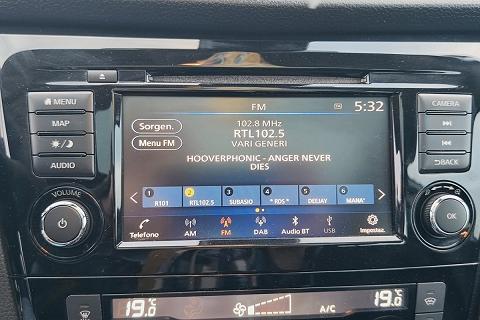 FM
5:32
MENU
MAP
AUDIO
VOLUME
CAMERA
BACK
OK
Sorgen.
Menu FM
102.8 MHz
RTL102.5
VARI GENERI
HOOVERPHONIC - ANGER NEVER
DIES
1 2 3 4 5 6
R101 RTL102.5 SUBASIO * RDS * DEEJAY MANA'
Telefono AM FM DAB Audio BT USB Impostaz.
19°C A/C 19.0°C